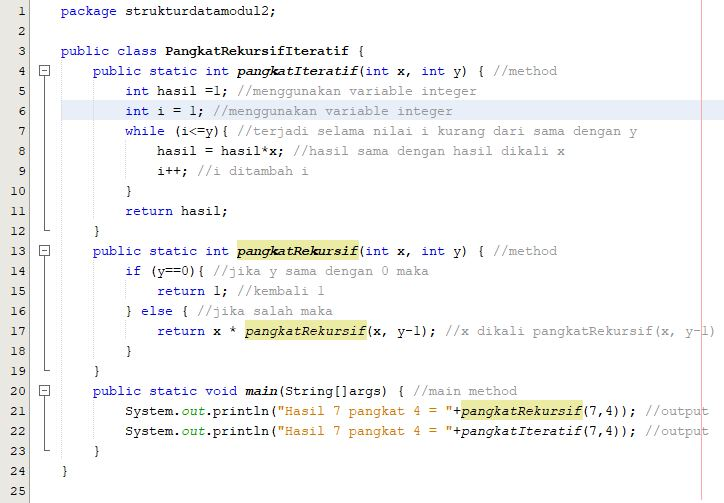 1 package strukturdatamodul2;
2
3 public class PangkatRekursifIteratif {
4 public static int pangkatIteratif(int x, int y) { //method
5 int hasil =1; //menggunakan variable integer
6 int i = 1; //menggunakan variable integer
7 while (i<=y){ //terjadi selama nilai i kurang dari sama dengan y
8 hasil = hasil*x; //hasil sama dengan hasil dikali x
9 i++; //i ditambah i
10 }
11 return hasil;
12 }
13 public static int pangkatRekursif(int x, int y) { //method
14 if (y==0){ //jika y sama dengan 0 maka
15 return 1; //kembali 1
16 } else { //jika salah maka
17 return x * pangkatRekursif(x, y-1); //x dikali pangkatRekursif(x, y-1)
18 }
19 }
20 public static void main(String[]args) { //main method
21 System.out.println("Hasil 7 pangkat 4 = "+pangkatRekursif(7,4)); //output
22 System.out.println("Hasil 7 pangkat 4 = "+pangkatIteratif(7,4)); //output
23 }
24 }
25